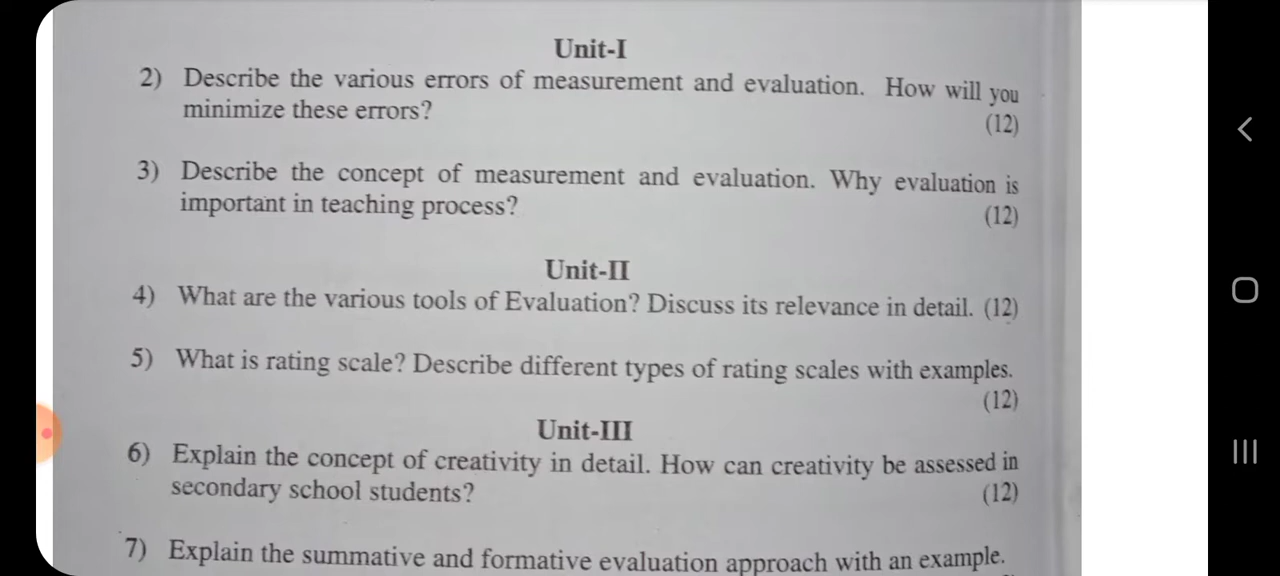 Unit-I
2) Describe the various errors of measurement and evaluation. How will you
minimize these errors? (12)
3) Describe the concept of measurement and evaluation. Why evaluation is
important in teaching process? (12)
Unit-II
4) What are the various tools of Evaluation? Discuss its relevance in detail. (12)
5) What is rating scale? Describe different types of rating scales with examples.
(12)
Unit-III
6) Explain the concept of creativity in detail. How can creativity be assessed in
secondary school students? (12)
7) Explain the summative and formative evaluation approach with an example.